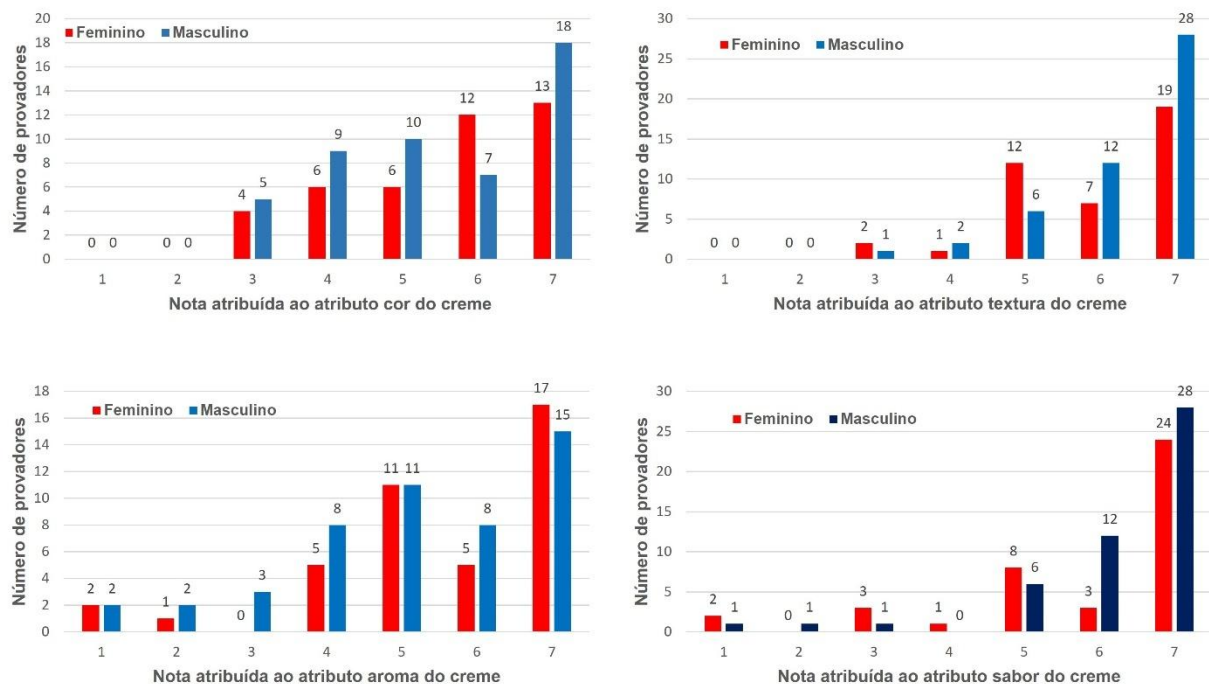 20
18
16
14
12
10
8
6
4
2
0
Número de provadores
Feminino Masculino
0 0 0 0 4 5 6 9 6 10 12 7 13 18
1 2 3 4 5 6 7
Nota atribuída ao atributo cor do creme
30
25
20
15
10
5
0
Número de provadores
Feminino Masculino
0 0 0 0 2 1 1 2 12 6 7 12 19 28
1 2 3 4 5 6 7
Nota atribuída ao atributo textura do creme
18
16
14
12
10
8
6
4
2
0
Número de provadores
Feminino Masculino
2 2 1 2 0 3 5 8 11 11 5 8 17 15
1 2 3 4 5 6 7
Nota atribuída ao atributo aroma do creme
30
25
20
15
10
5
0
Número de provadores
Feminino Masculino
2 1 0 1 3 1 1 0 8 6 3 12 24 28
1 2 3 4 5 6 7
Nota atribuída ao atributo sabor do creme